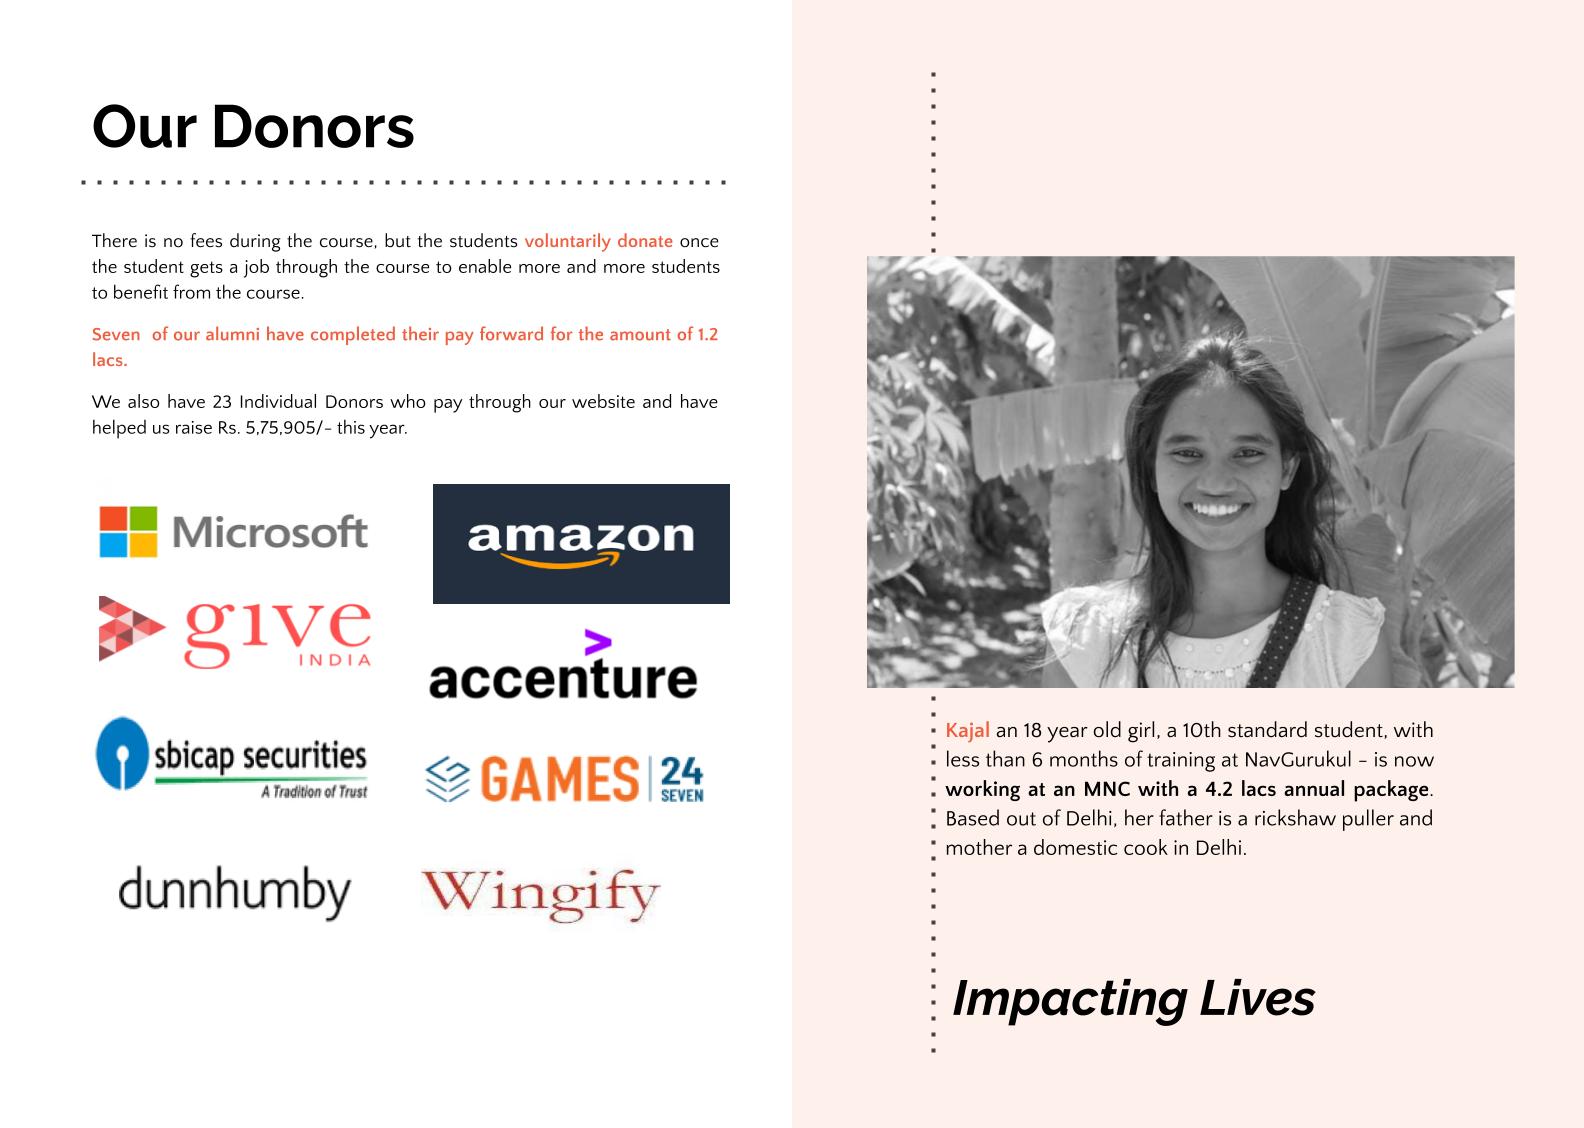 Our Donors
There is no fees during the course, but the students voluntarily donate once
the student gets a job through the course to enable more and more students
to benefit from the course.
Seven of our alumni have completed their pay forward for the amount of 1.2
lacs.
We also have 23 Individual Donors who pay through our website and have
helped us raise Rs. 5,75,905/- this year.
Microsoft
amazon
give
INDIA
>
accenture
sbicap securities
A Tradition of Trust
GAMES 24
SEVEN
dunnhumby
Wingify
Kajal an 18 year old girl, a 10th standard student, with
less than 6 months of training at NavGurukul - is now
working at an MNC with a 4.2 lacs annual package.
Based out of Delhi, her father is a rickshaw puller and
mother a domestic cook in Delhi.
Impacting Lives